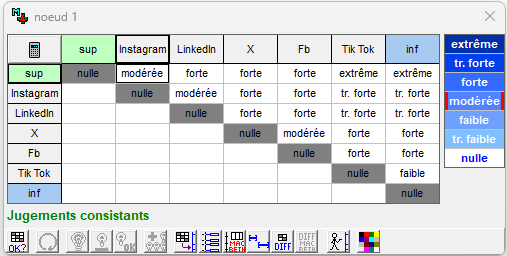 noeud 1
sup Instagram LinkedIn X Fb Tik Tok inf
sup nulle modérée forte forte forte extrême extrême
Instagram nulle modérée forte forte tr. forte tr. forte
LinkedIn nulle forte forte tr. forte tr. forte
X nulle modérée forte forte
Fb nulle forte forte
Tik Tok nulle faible
inf nulle
extrême
tr. forte
forte
modérée
faible
tr. faible
nulle
Jugements consistants
OK?
OK
MAC
BETH
DIFF
DIFF
MAC
BETH